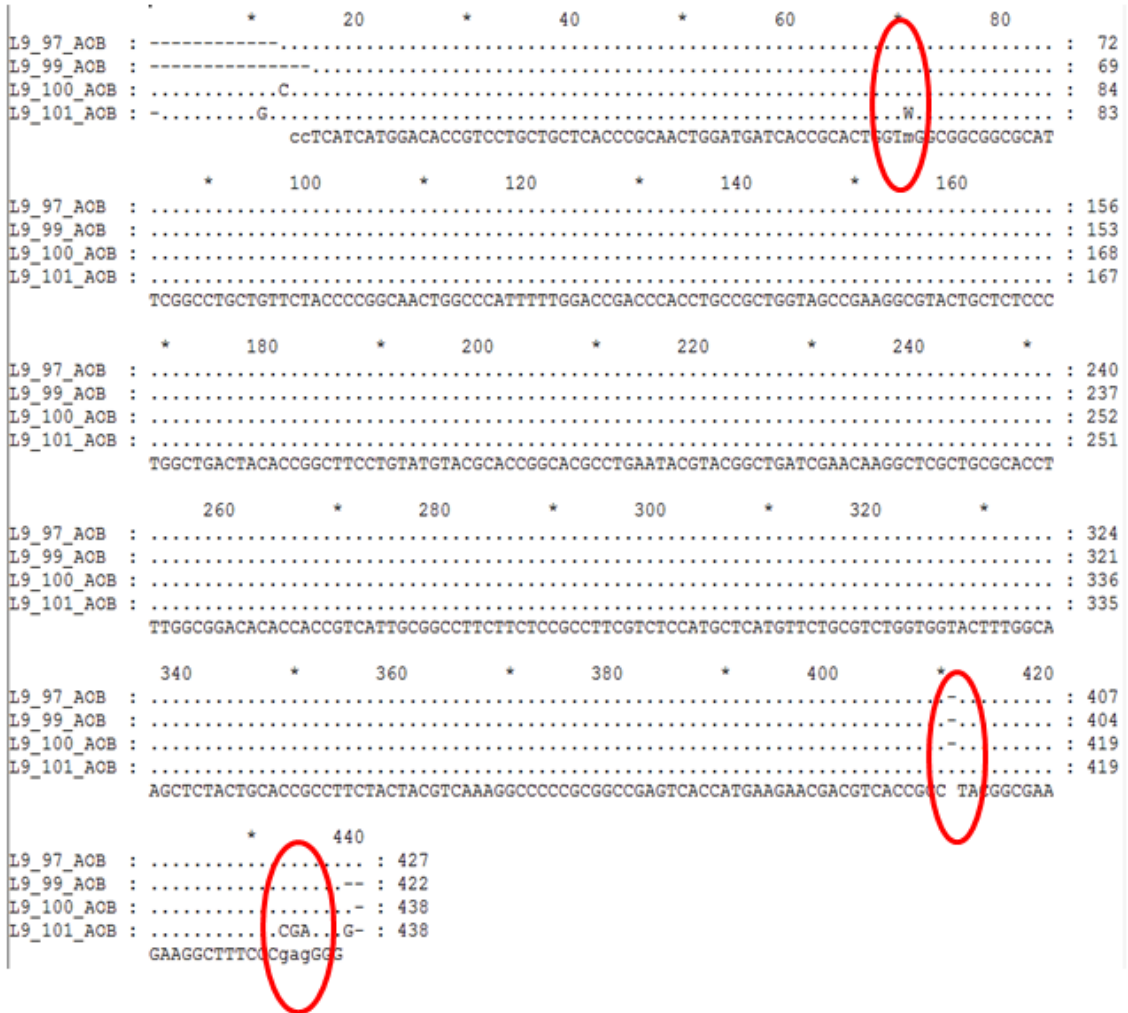 * 20 * 40 * 60 * 80
L9_97_AOB : ------------........................................................................ : 72
L9_99_AOB : ---------------..................................................................... : 69
L9_100_AOB : ............C....................................................................... : 84
L9_101_AOB : -.........G...........................................................W............. : 83
ccTCATCATGGACACCGTCCTGCTGCTCACCCGCAACTGGATGATCACCGCACTGGTmGGCGGCGGCGCAT
* 100 * 120 * 140 * 160
L9_97_AOB : .................................................................................... : 156
L9_99_AOB : .................................................................................... : 153
L9_100_AOB : .................................................................................... : 168
L9_101_AOB : .................................................................................... : 167
TCGGCCTGCTGTTCTACCCCGGCAACTGGCCCATTTTTGGACCGACCCACCTGCCGCTGGTAGCCGAAGGCGTACTGCTCTCCC
* 180 * 200 * 220 * 240 *
L9_97_AOB : .................................................................................... : 240
L9_99_AOB : .................................................................................... : 237
L9_100_AOB : .................................................................................... : 252
L9_101_AOB : .................................................................................... : 251
TGGCTGACTACACCGGCTTCCTGTATGTACGCACCGGCACGCCTGAATACGTACGGCTGATCGAACAAGGCTCGCTGCGCACCT
260 * 280 * 300 * 320 *
L9_97_AOB : .................................................................................... : 324
L9_99_AOB : .................................................................................... : 321
L9_100_AOB : .................................................................................... : 336
L9_101_AOB : .................................................................................... : 335
TTGGCGGACACACCACCGTCATTGCGGCCTTCTTCTCCGCCTTCGTCTCCATGCTCATGTTCTGCGTCTGGTGGTACTTTGGCA
340 * 360 * 380 * 400 * 420
L9_97_AOB : ..........................................................................-......... : 407
L9_99_AOB : ..........................................................................-......... : 404
L9_100_AOB : ..........................................................................-......... : 419
L9_101_AOB : .................................................................................... : 419
AGCTCTACTGCACCGCCTTCTACTACGTCAAAGGCCCCCGCGGCCGAGTCACCATGAAGAACGACGTCACCGCC TACGGCGAA
* 440
L9_97_AOB : .................... : 427
L9_99_AOB : ..................-- : 422
L9_100_AOB : ...................- : 438
L9_101_AOB : ............CGA...G- : 438
GAAGGCTTTCGCgagGGG